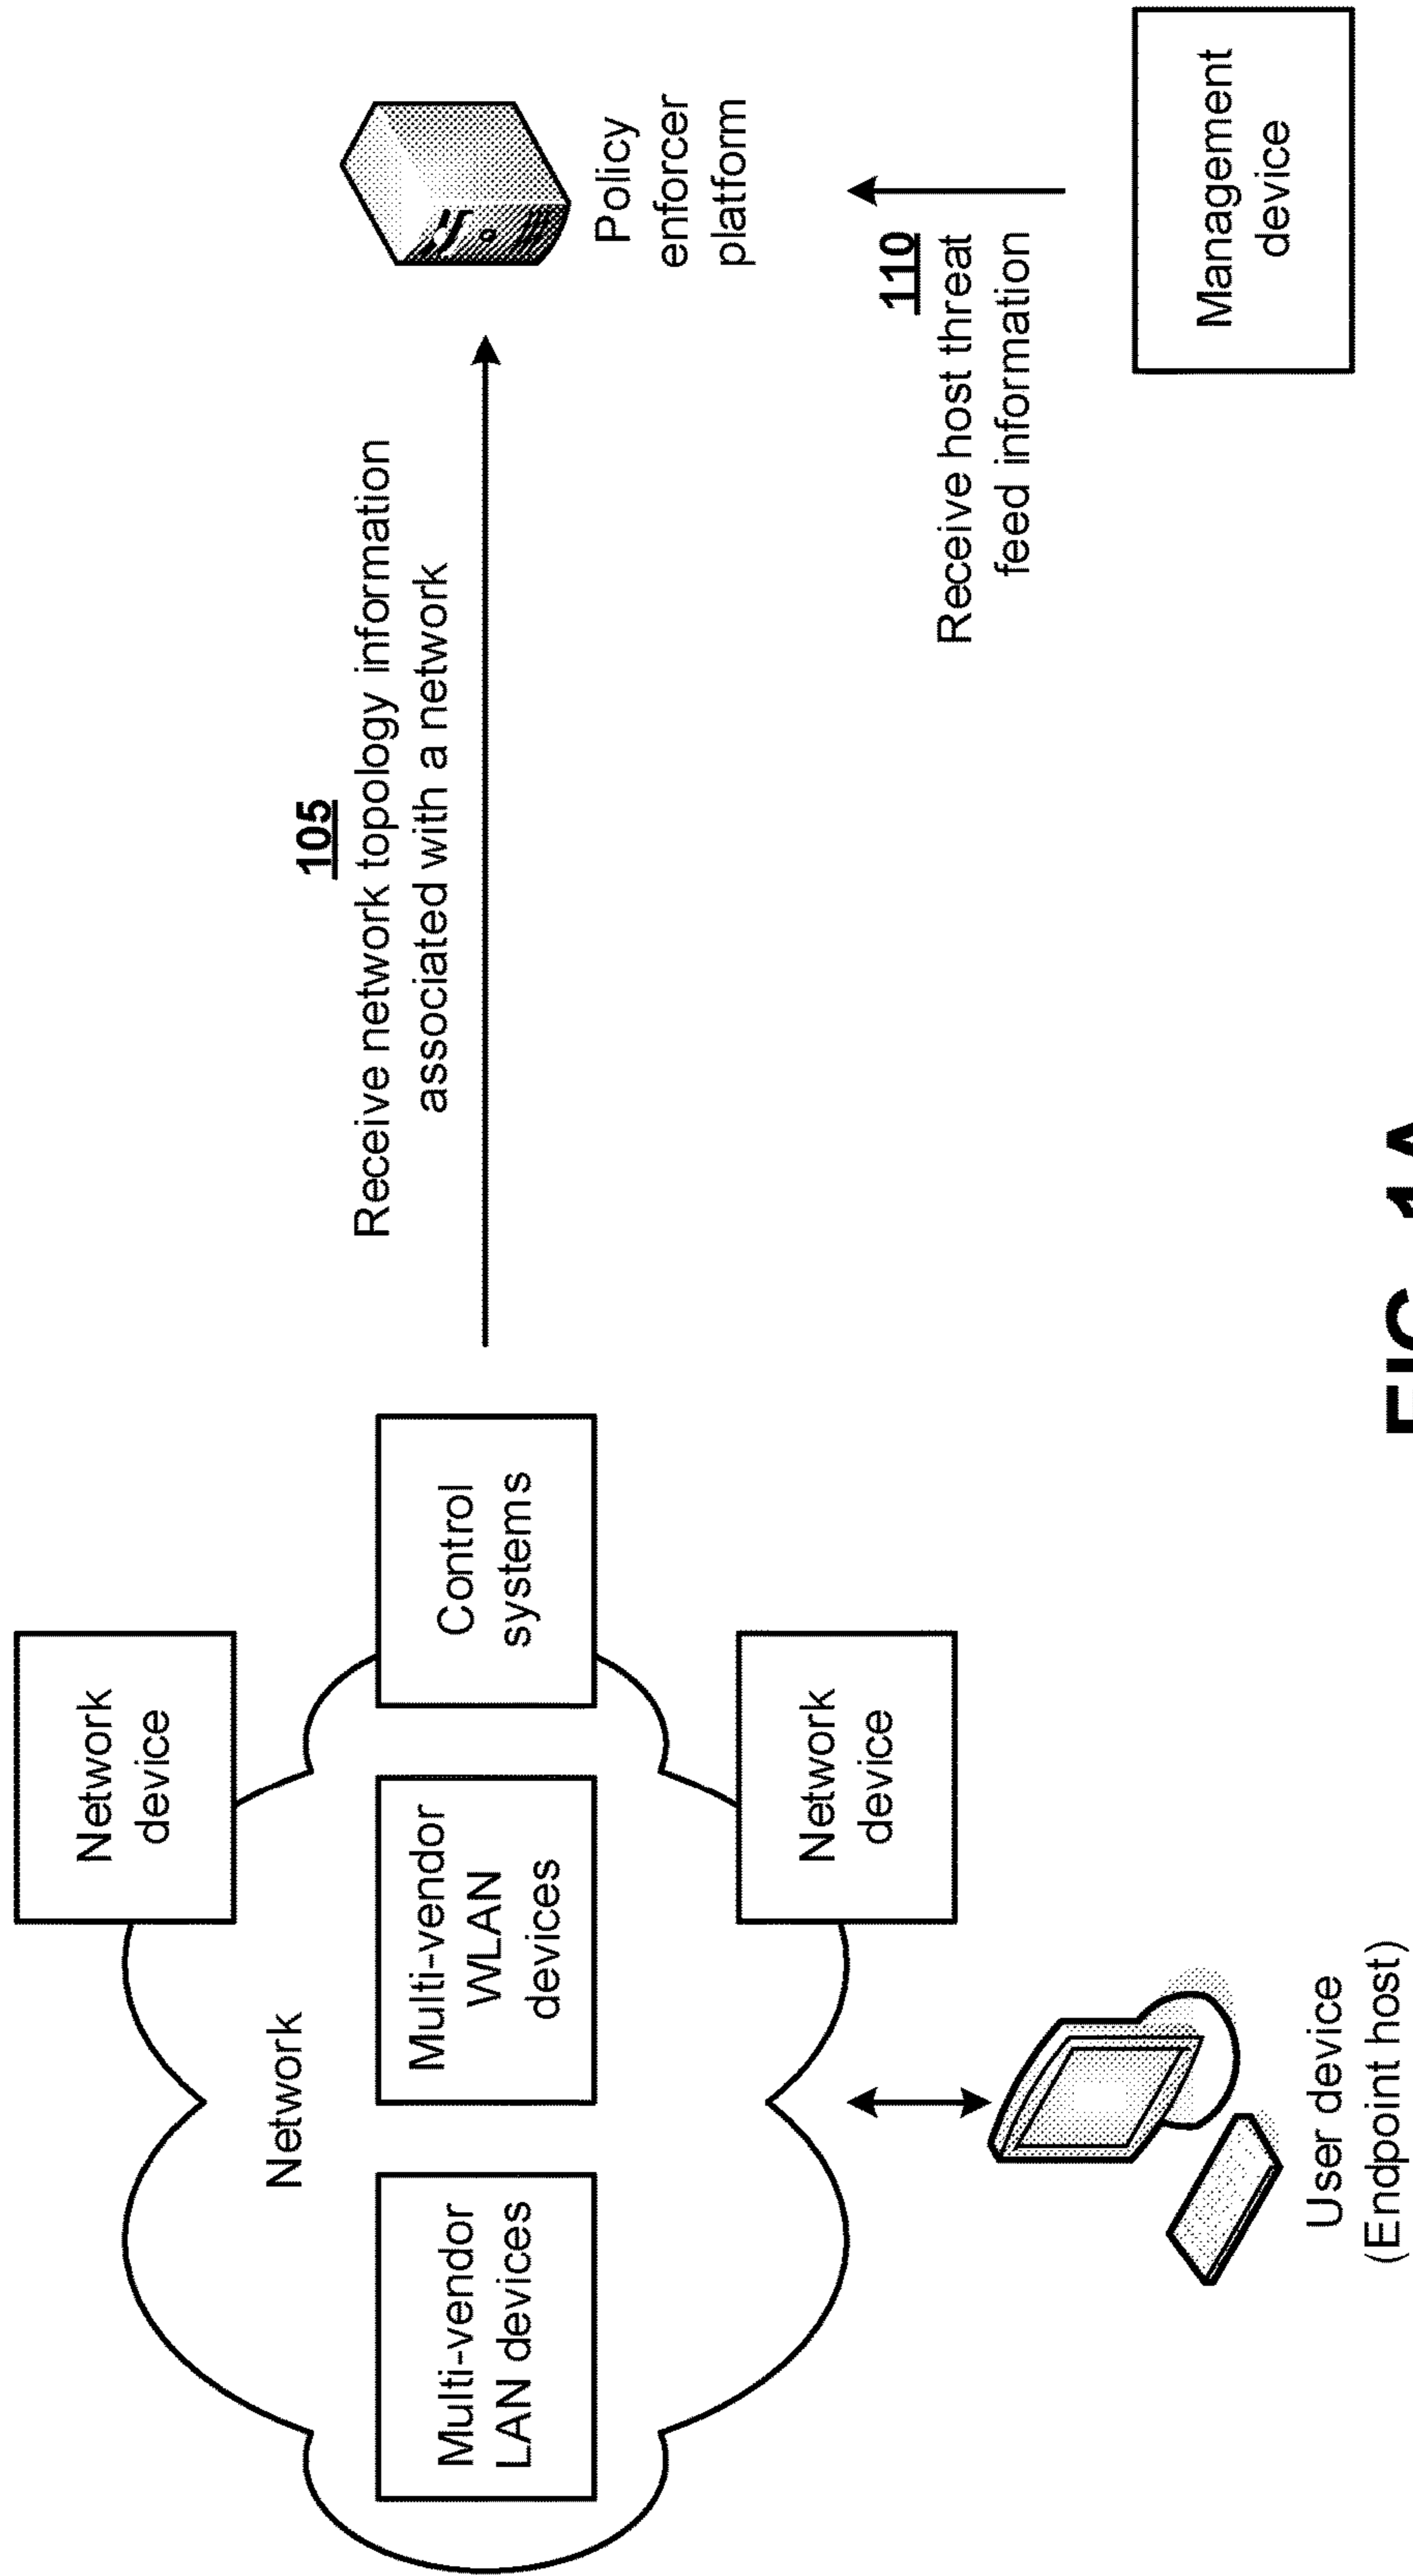 Network
device
105
Receive network topology information
associated with a network
Network
Multi-vendor
LAN devices
Multi-vendor
WLAN
devices
Control
systems
Policy
enforcer
platform
Network
device
110
Receive host threat
feed information
User device
(Endpoint host)
Management
device
FIG. 1A